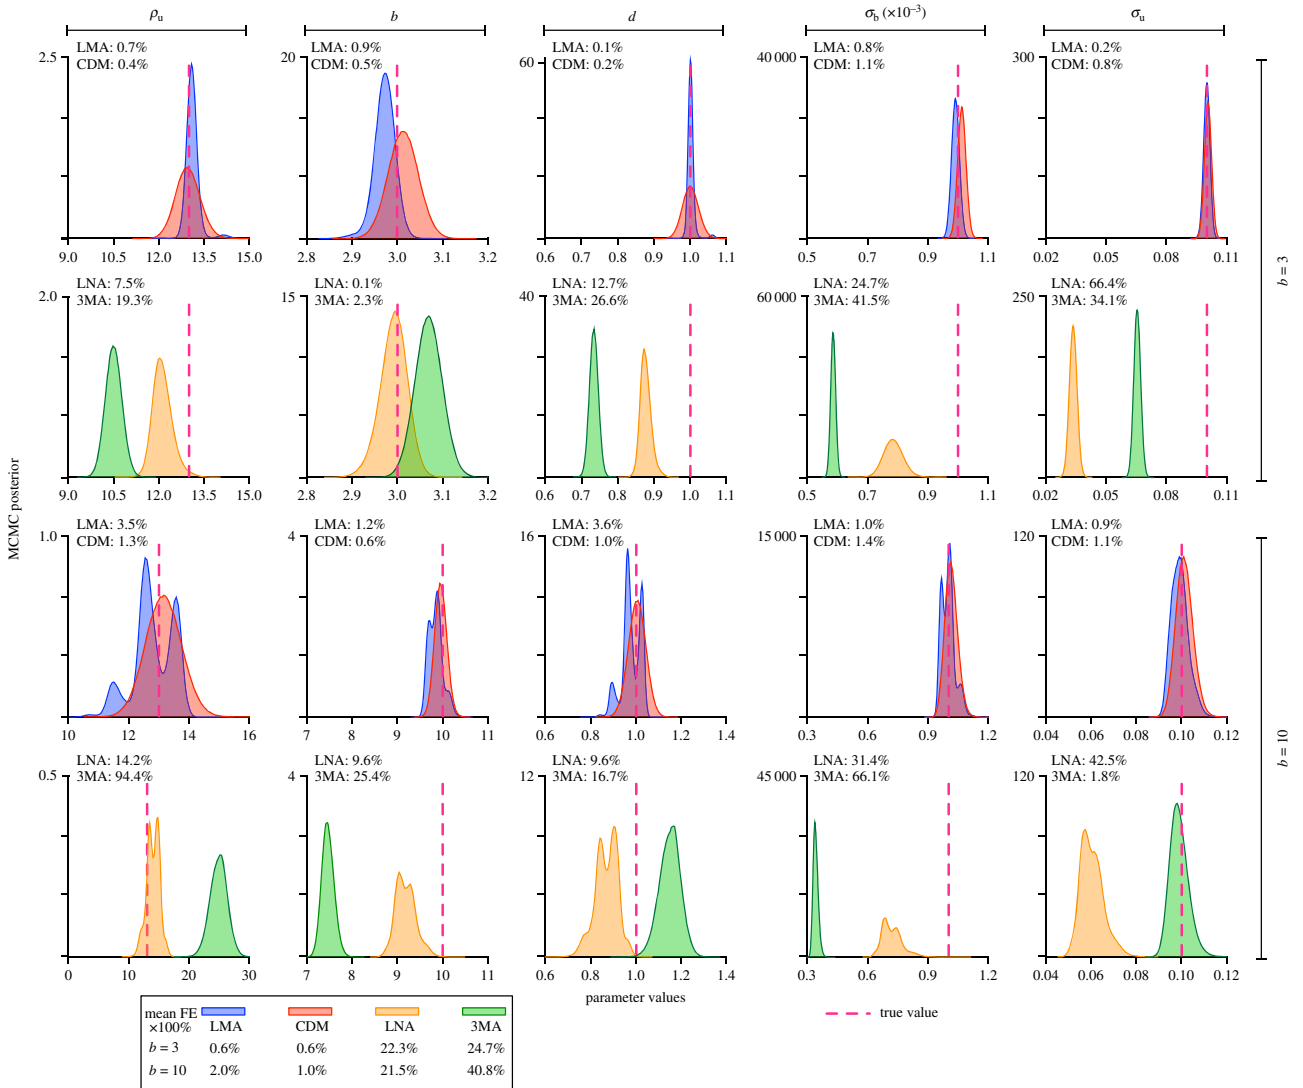 ρu b d σb (×10–3) σu
LMA: 0.7% LMA: 0.9% LMA: 0.1% LMA: 0.8% LMA: 0.2%
CDM: 0.4% CDM: 0.5% CDM: 0.2% CDM: 1.1% CDM: 0.8%
2.5 20 60 40 000 300
9.0 10.5 12.0 13.5 15.0 2.8 2.9 3.0 3.1 3.2 0.6 0.7 0.8 0.9 1.0 1.1 0.5 0.7 0.9 1.1 0.02 0.05 0.08 0.11
b = 3
LNA: 7.5% LNA: 0.1% LNA: 12.7% LNA: 24.7% LNA: 66.4%
3MA: 19.3% 3MA: 2.3% 3MA: 26.6% 3MA: 41.5% 3MA: 34.1%
2.0 15 40 60 000 250
9.0 10.5 12.0 13.5 15.0 2.8 2.9 3.0 3.1 3.2 0.6 0.7 0.8 0.9 1.0 1.1 0.5 0.7 0.9 1.1 0.02 0.05 0.08 0.11
MCMC posterior
LMA: 3.5% LMA: 1.2% LMA: 3.6% LMA: 1.0% LMA: 0.9%
CDM: 1.3% CDM: 0.6% CDM: 1.0% CDM: 1.4% CDM: 1.1%
1.0 4 16 15 000 120
10 12 14 16 7 8 9 10 11 0.6 0.8 1.0 1.2 1.4 0.3 0.6 0.9 1.2 0.04 0.06 0.08 0.10 0.12
b = 10
LNA: 14.2% LNA: 9.6% LNA: 9.6% LNA: 31.4% LNA: 42.5%
3MA: 94.4% 3MA: 25.4% 3MA: 16.7% 3MA: 66.1% 3MA: 1.8%
0.5 4 12 45 000 120
0 10 20 30 7 8 9 10 11 0.6 0.8 1.0 1.2 1.4 0.3 0.6 0.9 1.2 0.04 0.06 0.08 0.10 0.12
parameter values
true value
mean FE
×100% LMA CDM LNA 3MA
b = 3 0.6% 0.6% 22.3% 24.7%
b = 10 2.0% 1.0% 21.5% 40.8%